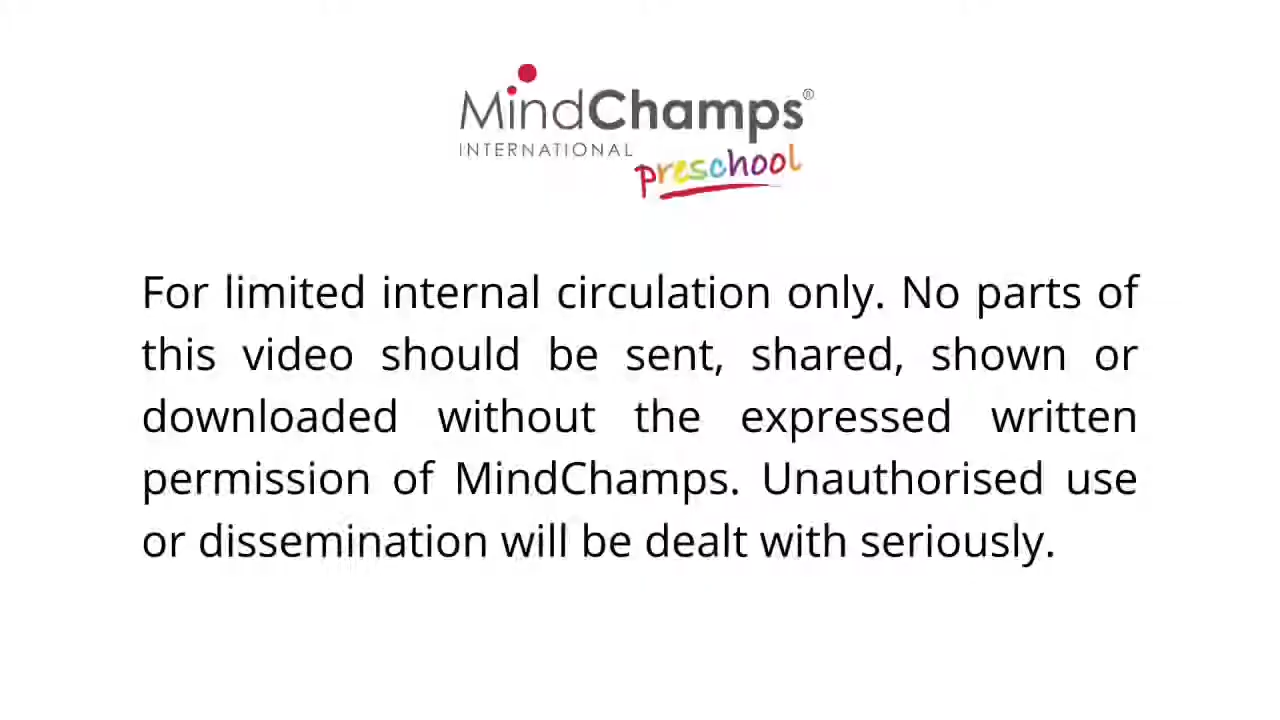 MindChamps®
INTERNATIONAL
preschool
For limited internal circulation only. No parts of
this video should be sent, shared, shown or
downloaded without the expressed written
permission of MindChamps. Unauthorised use
or dissemination will be dealt with seriously.